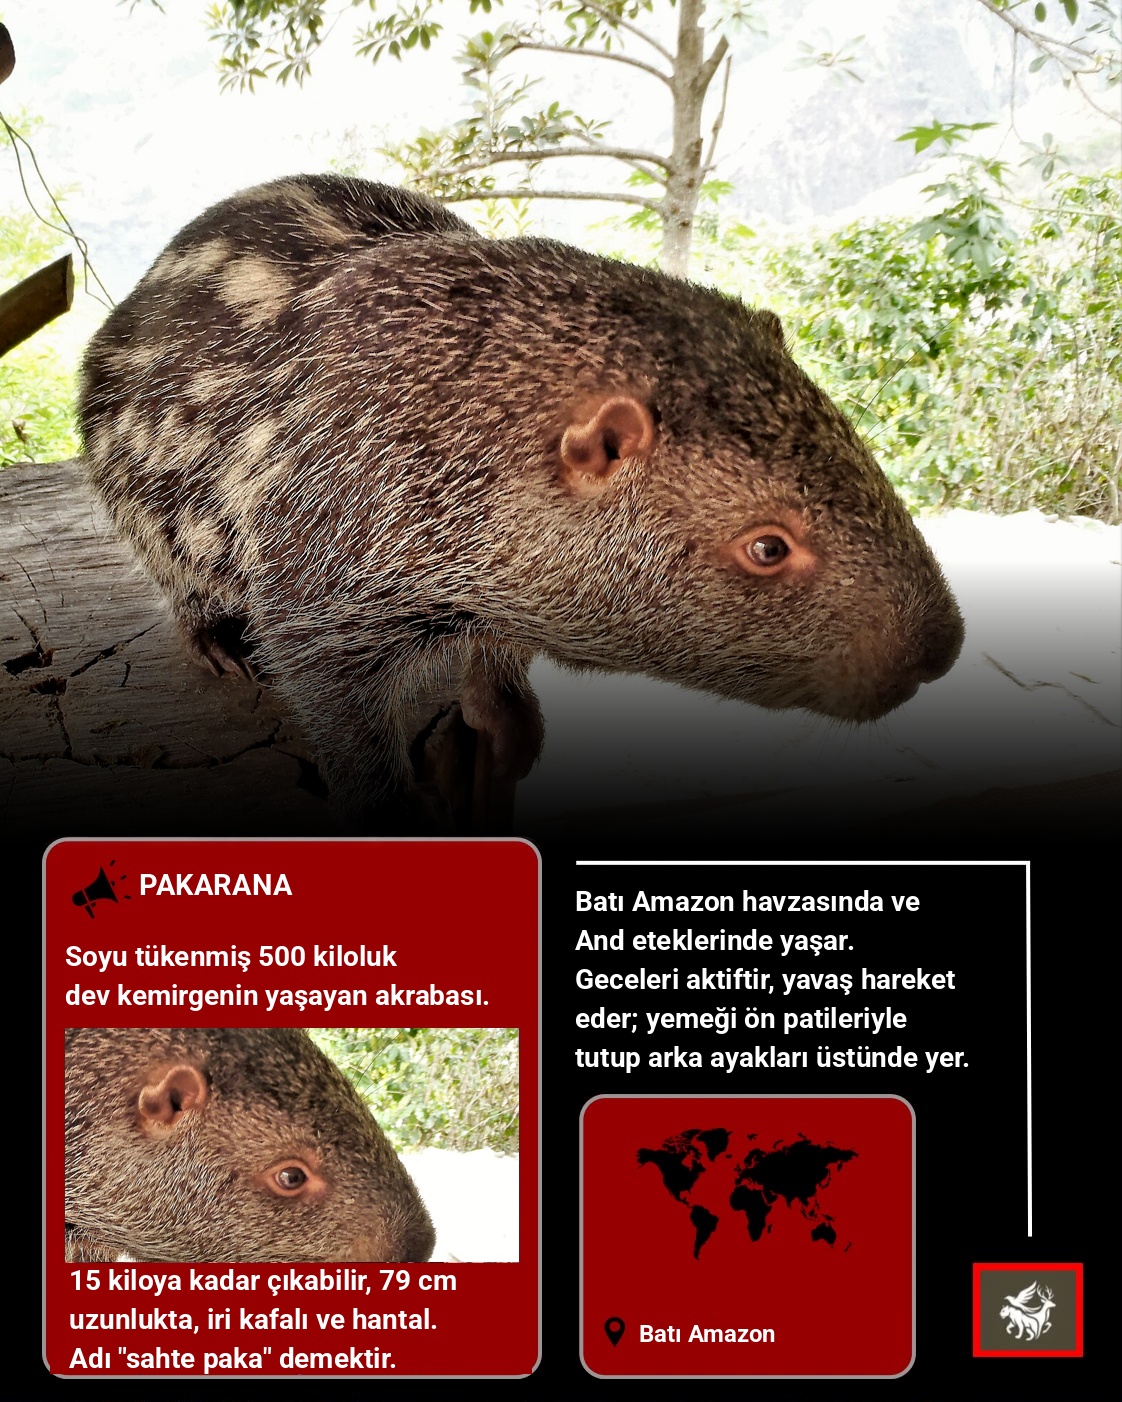 PAKARANA
Soyu tükenmiş 500 kiloluk
dev kemirgenin yaşayan akrabası.
15 kiloya kadar çıkabilir, 79 cm
uzunlukta, iri kafalı ve hantal.
Adı "sahte paka" demektir.
Batı Amazon havzasında ve
And eteklerinde yaşar.
Geceleri aktiftir, yavaş hareket
eder; yemeği ön patileriyle
tutup arka ayakları üstünde yer.
Batı Amazon